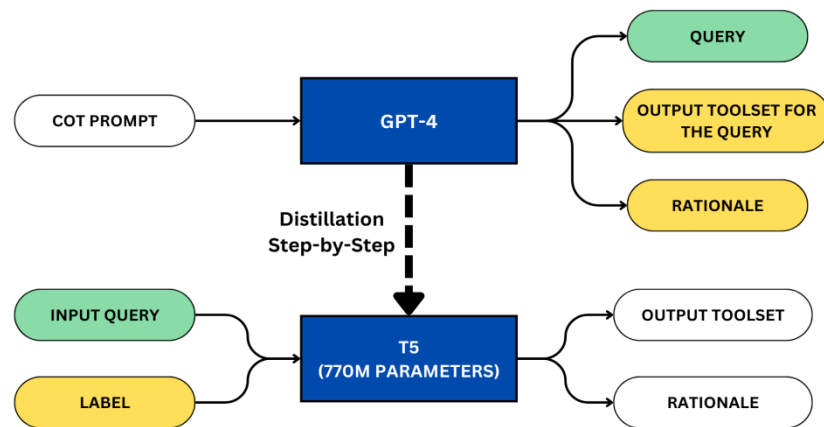 QUERY
COT PROMPT
GPT-4
OUTPUT TOOLSET FOR
THE QUERY
RATIONALE
Distillation
Step-by-Step
INPUT QUERY
LABEL
T5
(770M PARAMETERS)
OUTPUT TOOLSET
RATIONALE